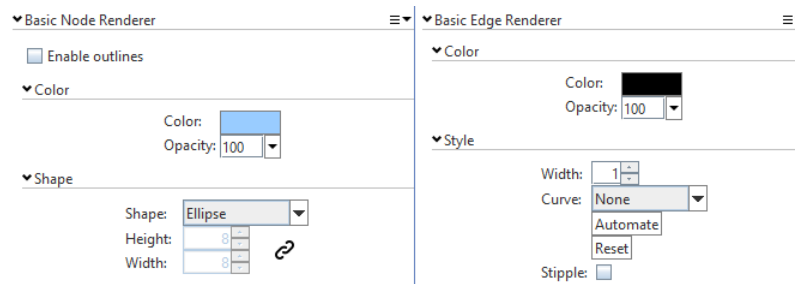 Basic Node Renderer
Enable outlines
Color
Color:
Opacity: 100
Shape
Shape: Ellipse
Height: 8
Width: 8
Basic Edge Renderer
Color
Color:
Opacity: 100
Style
Width: 1
Curve: None
Automate
Reset
Stipple: